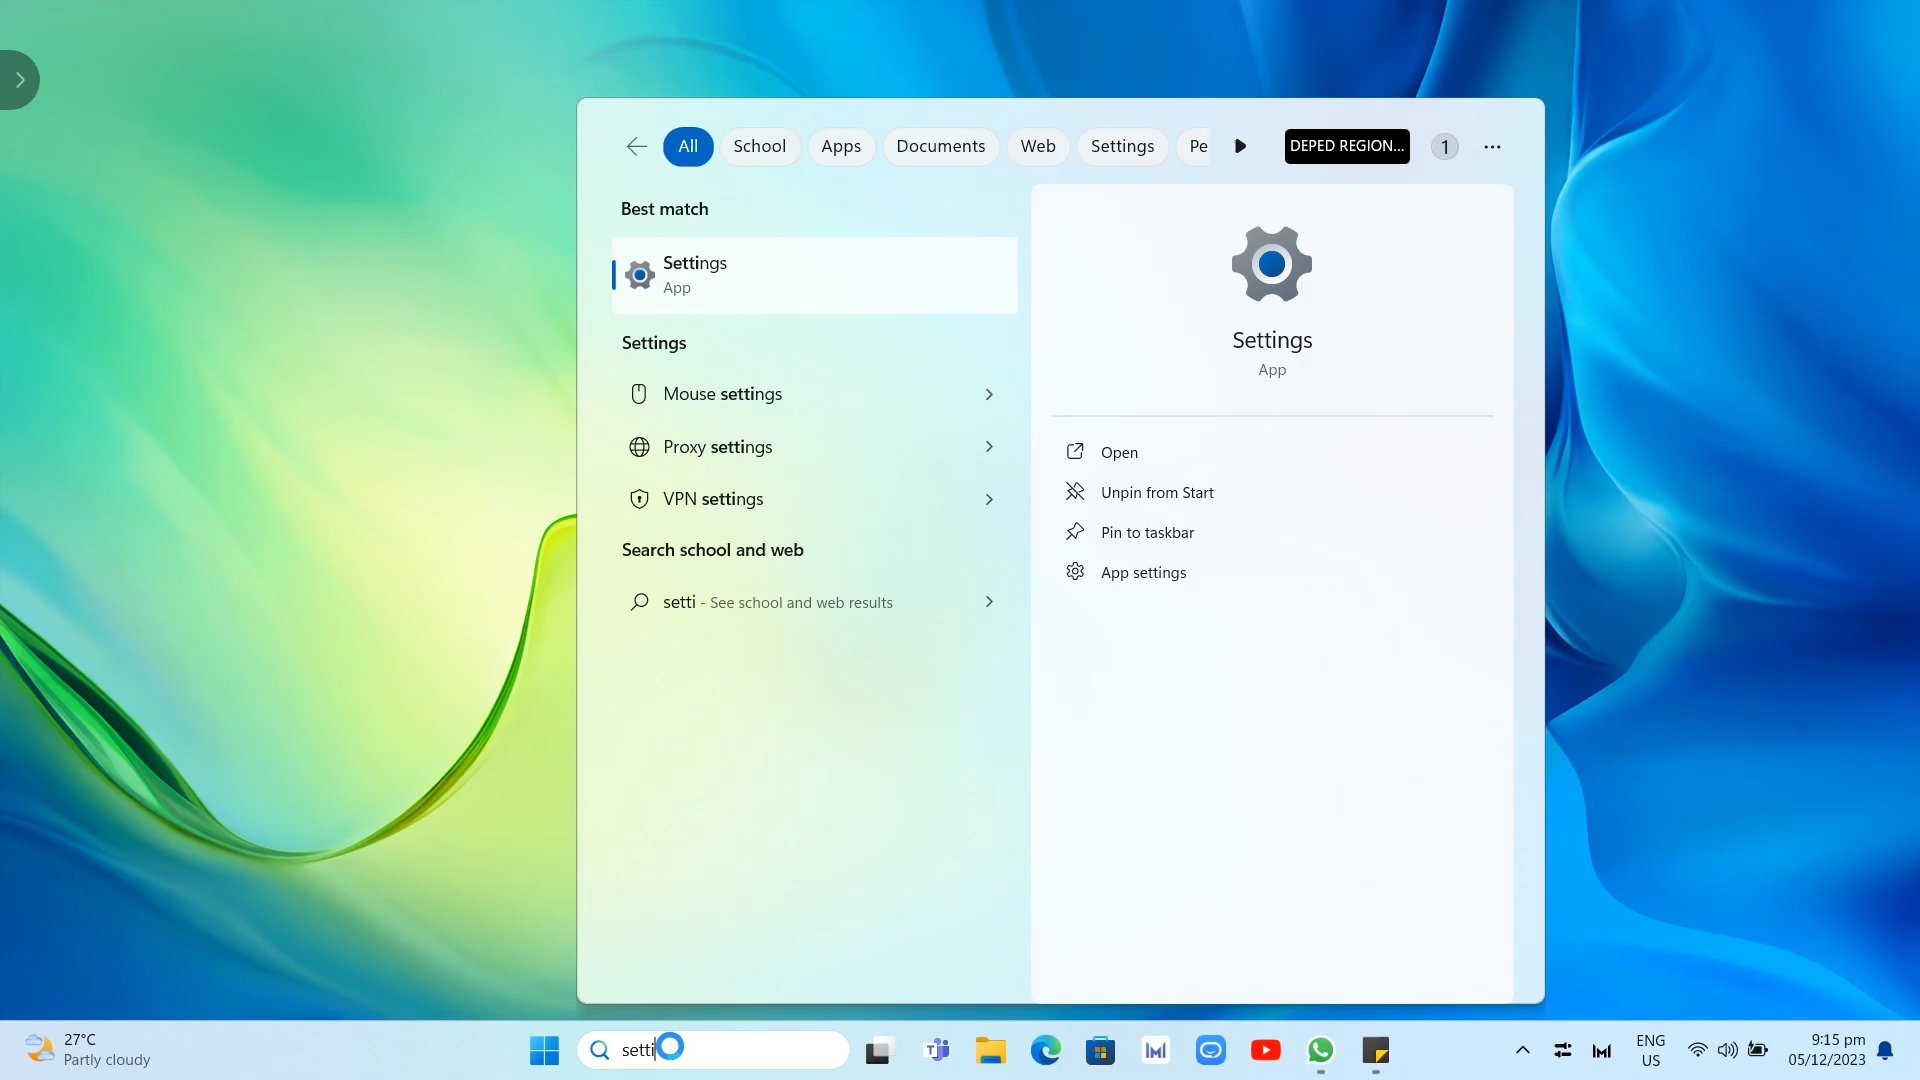 All School Apps Documents Web Settings Pe DEPED REGION... 1
Best match
Settings
App
Settings
Mouse settings
Proxy settings
VPN settings
Search school and web
setti - See school and web results
Settings
App
Open
Unpin from Start
Pin to taskbar
App settings
27°C
Partly cloudy
setti
ENG
US
9:15 pm
05/12/2023